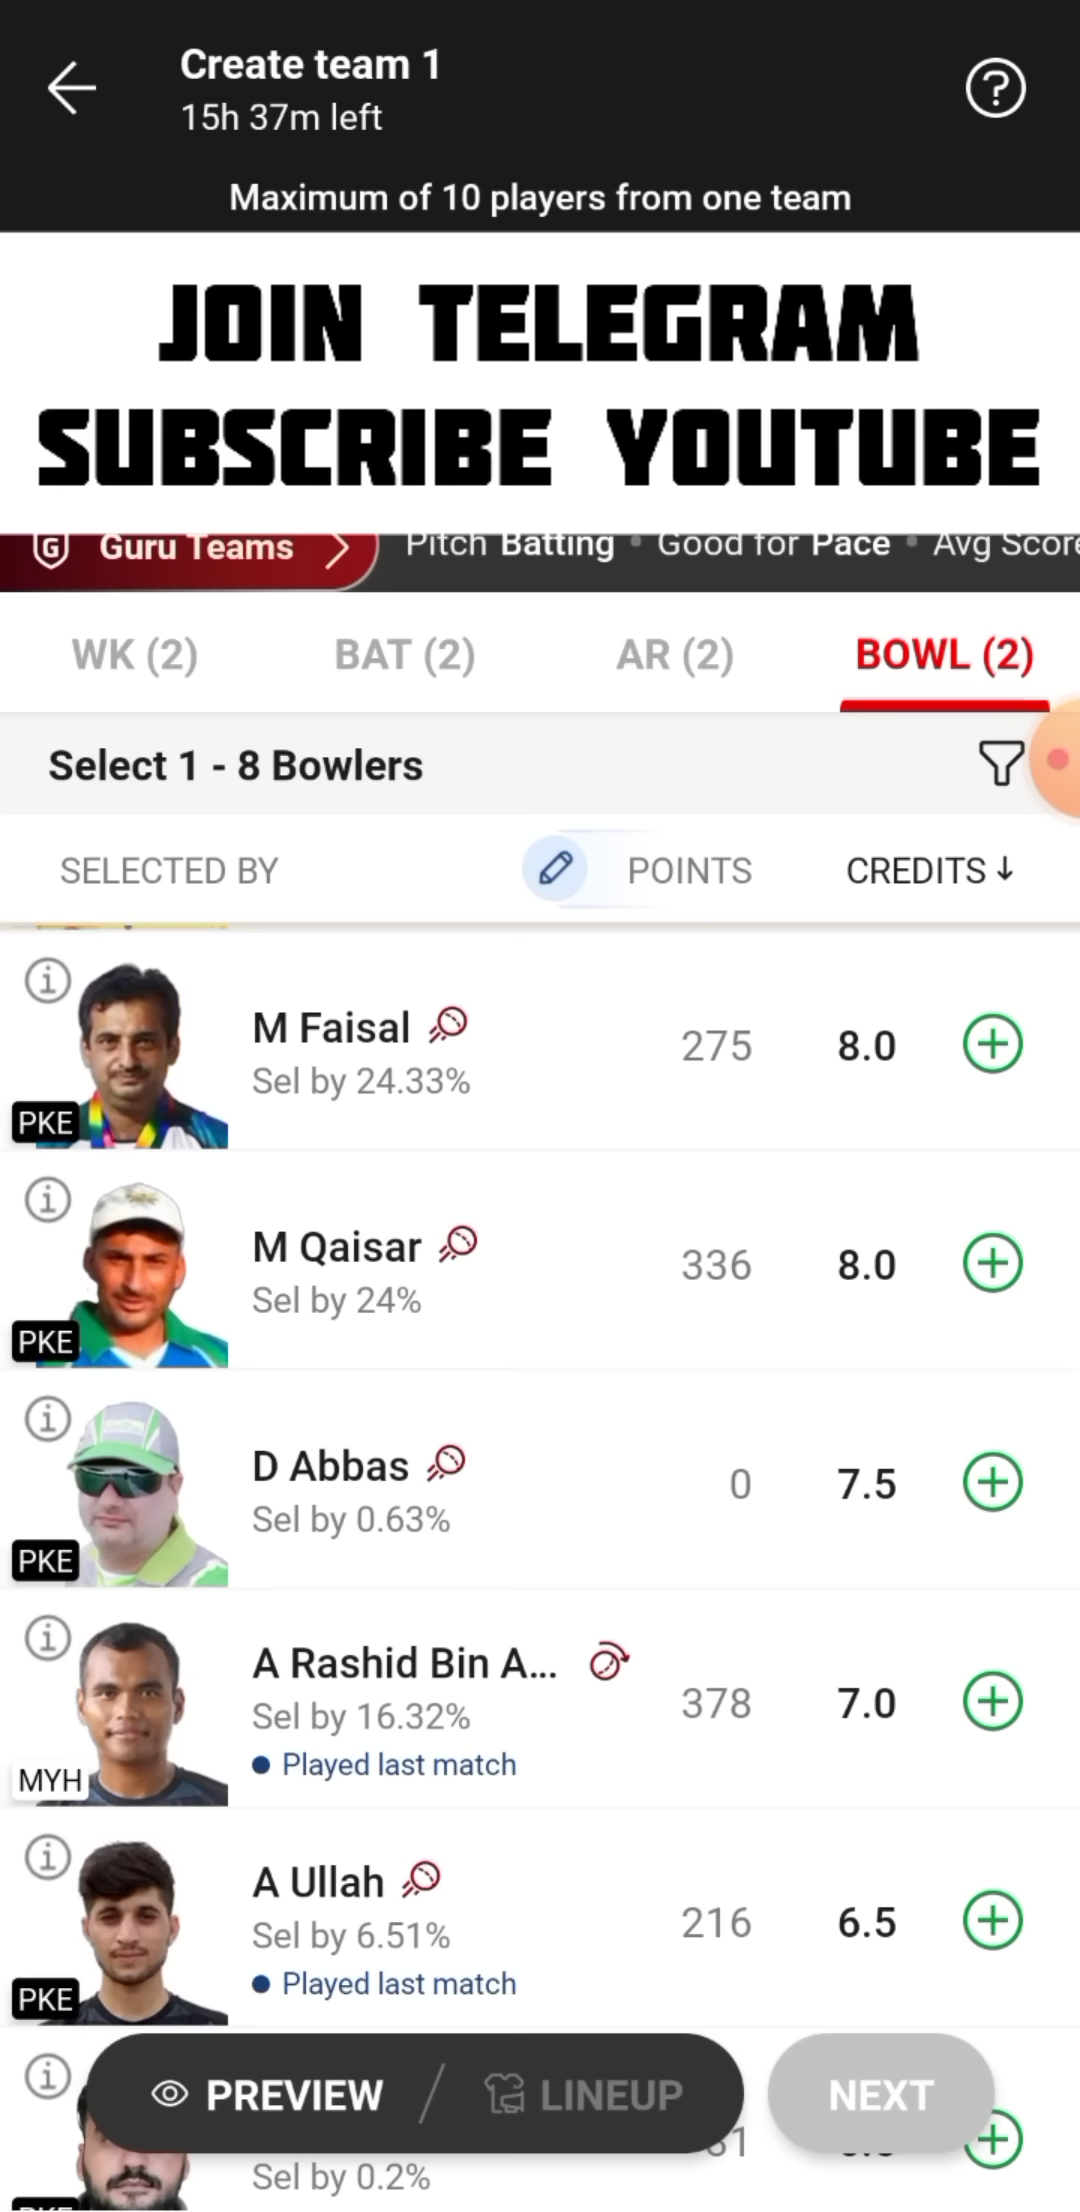 Create team 1
15h 37m left
Maximum of 10 players from one team
JOIN TELEGRAM
SUBSCRIBE YOUTUBE
G Guru Teams Pitch Batting • Good for Pace • Avg Score
WK (2) BAT (2) AR (2) BOWL (2)
Select 1 - 8 Bowlers
SELECTED BY POINTS CREDITS ↓
M Faisal 275 8.0
Sel by 24.33%
PKE
M Qaisar 336 8.0
Sel by 24%
PKE
D Abbas 0 7.5
Sel by 0.63%
PKE
A Rashid Bin A... 378 7.0
Sel by 16.32%
• Played last match
MYH
A Ullah 216 6.5
Sel by 6.51%
• Played last match
PKE
PREVIEW / LINEUP NEXT
Sel by 0.2%